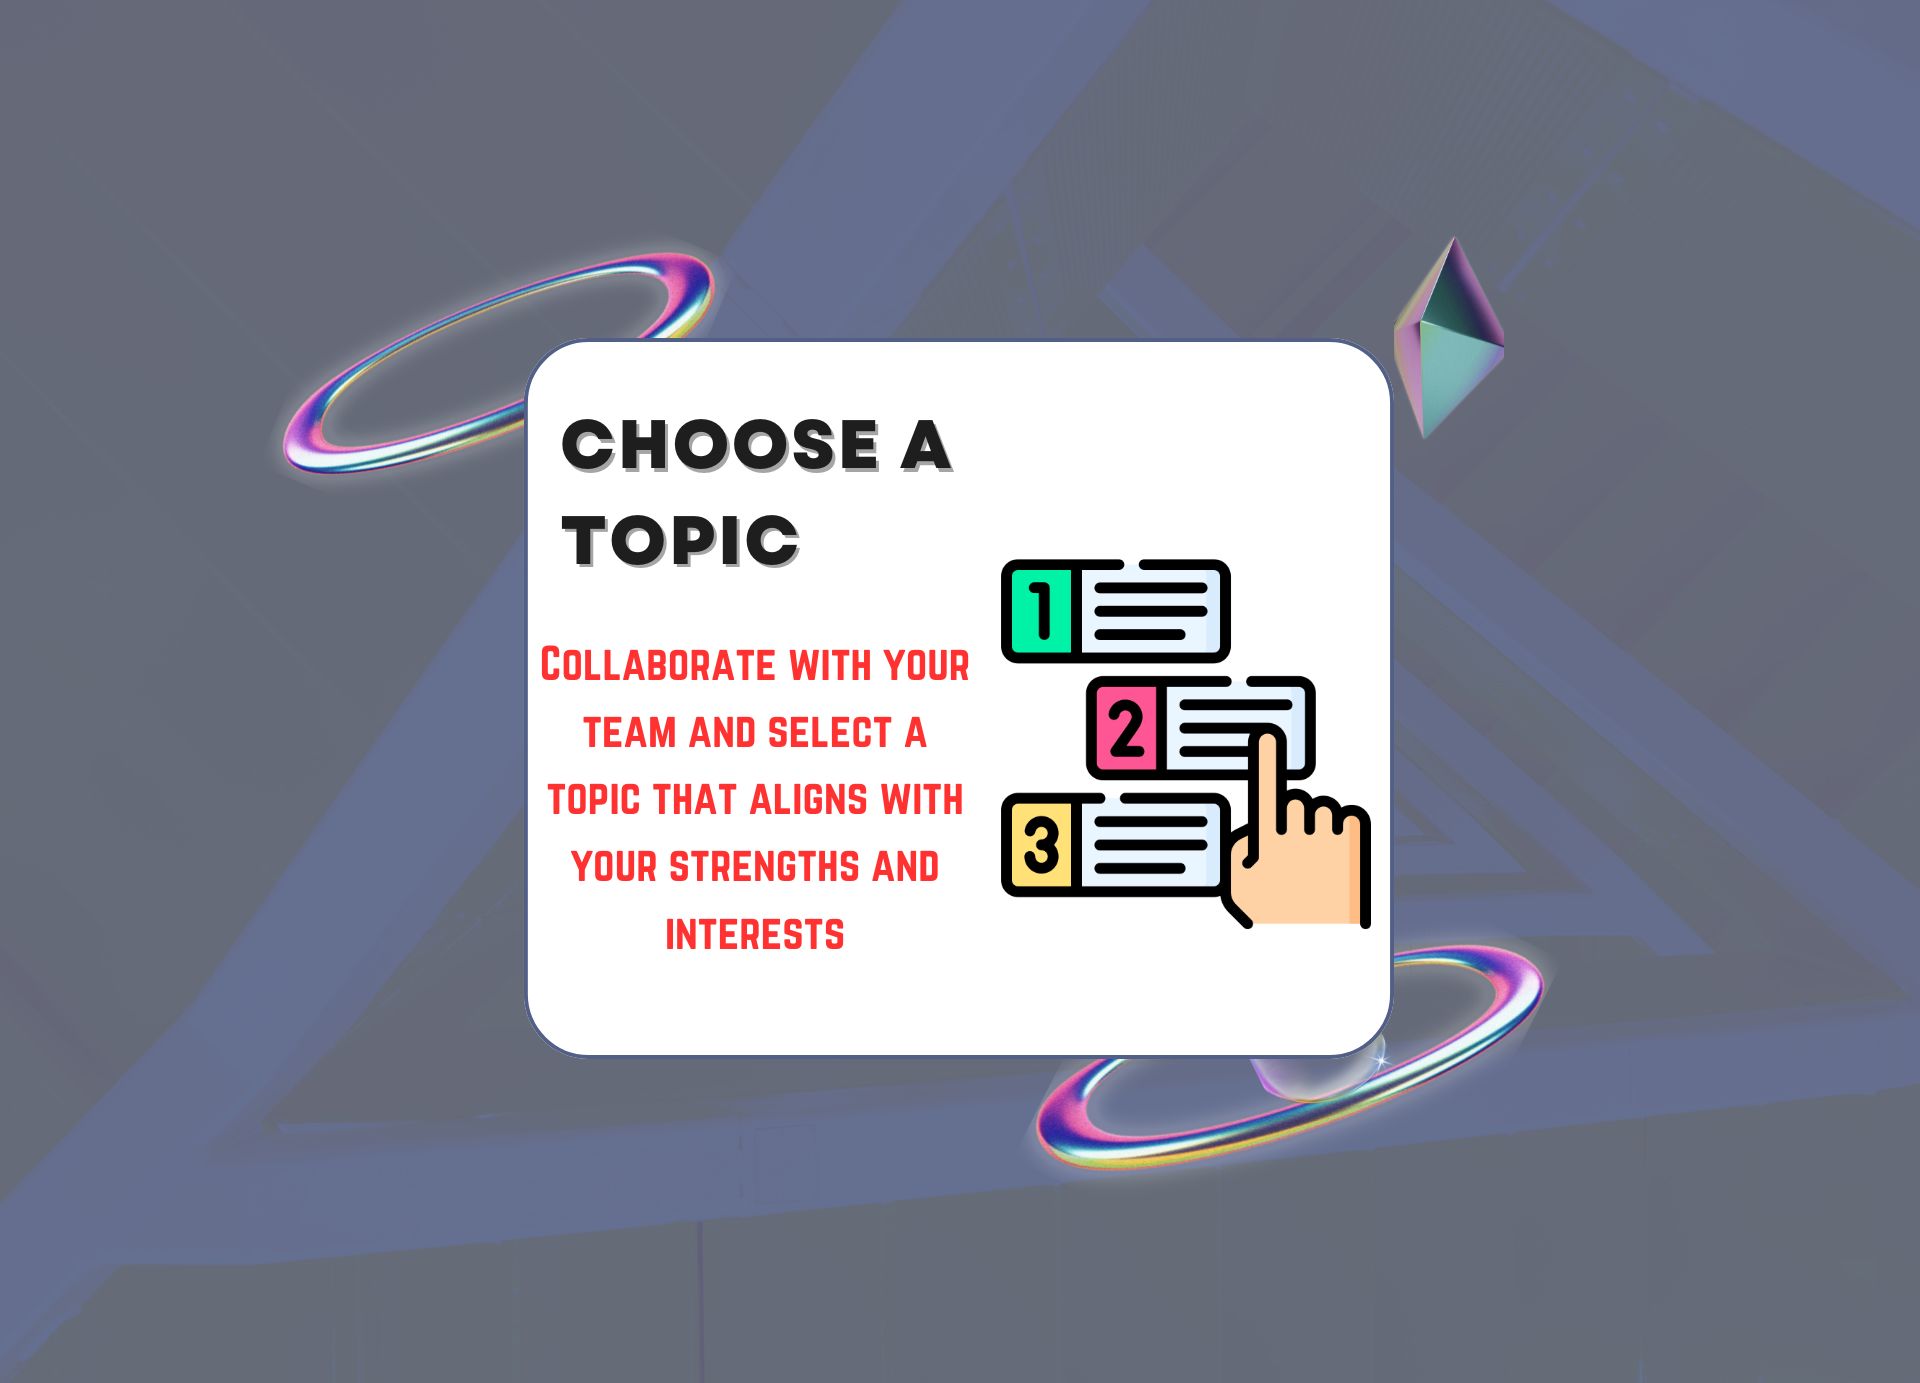 CHOOSE A
TOPIC
Collaborate with your
team and select a
topic that aligns with
your strengths and
interests
1
2
3